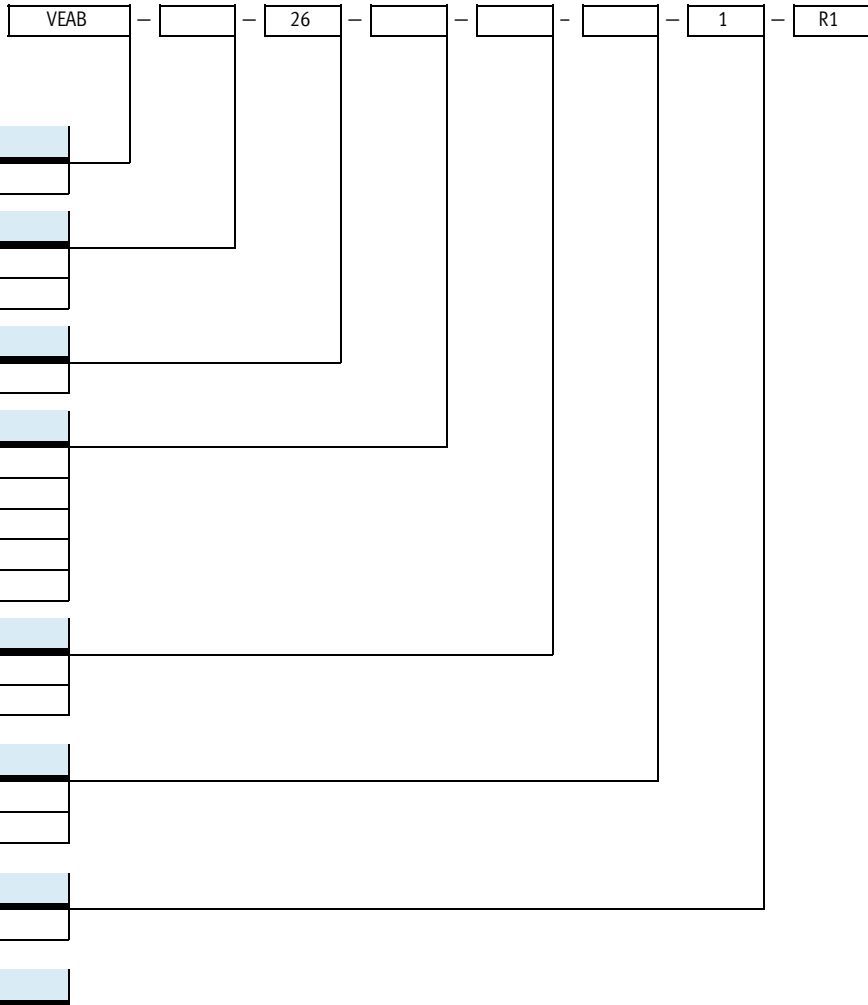 VEAB – – 26 – – - – 1 – R1